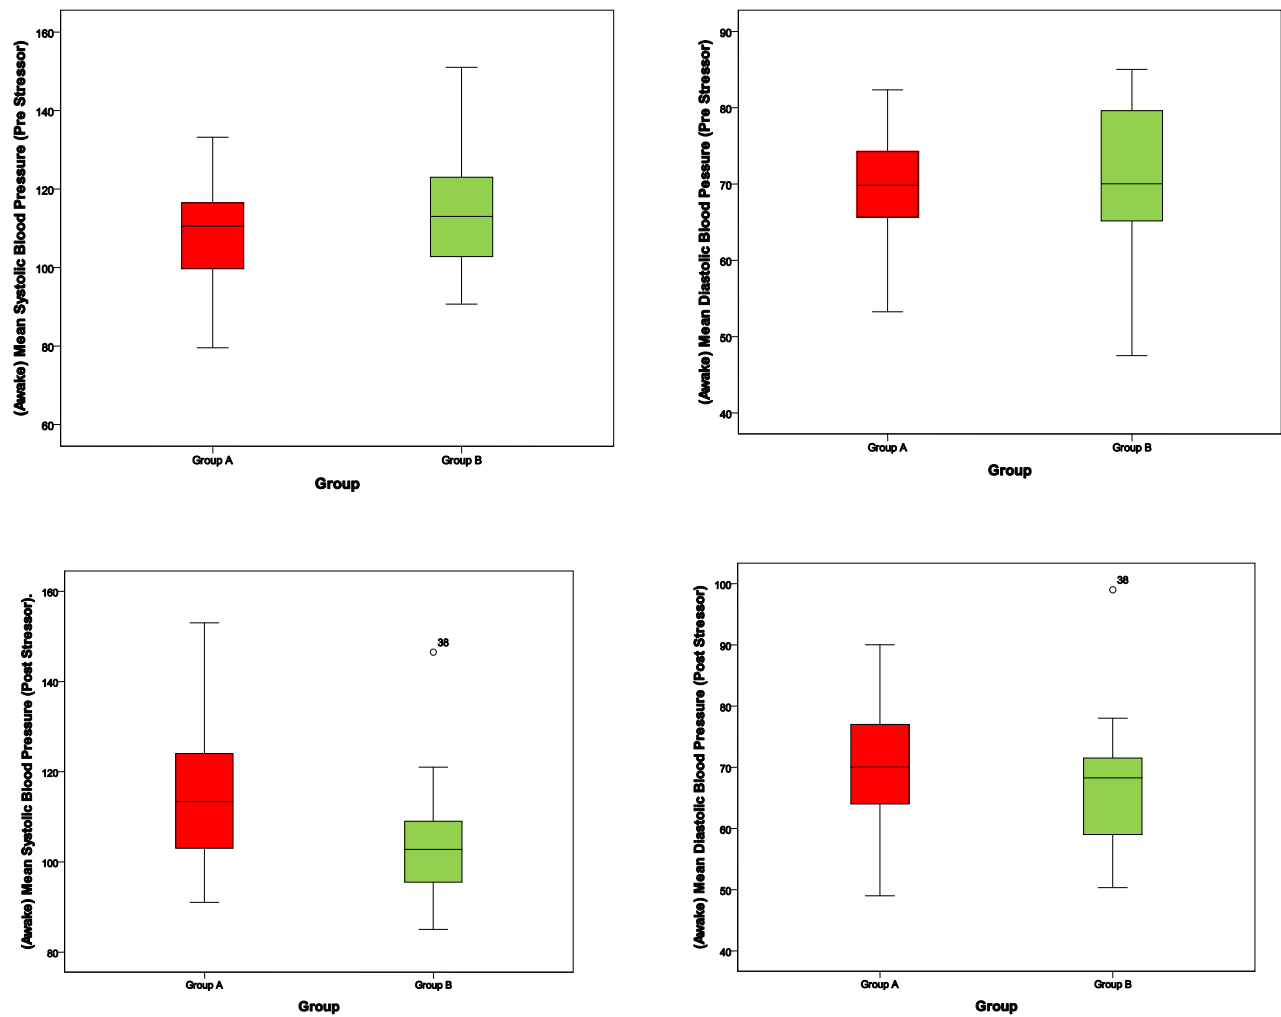 (Awake) Mean Systolic Blood Pressure (Pre Stressor)
160
140
120
100
80
60
Group A
Group B
Group
(Awake) Mean Diastolic Blood Pessure (Pre Stressor)
90
80
70
60
50
40
Group A
Group B
Group
(Awake) Mean Systolic Blood Pressure (Post Stressor).
160
140
120
100
80
38
Group A
Group B
Group
(Awake) Mean Diastolic Blood Pressure (Post Stressor)
100
90
80
70
60
50
40
38
Group A
Group B
Group